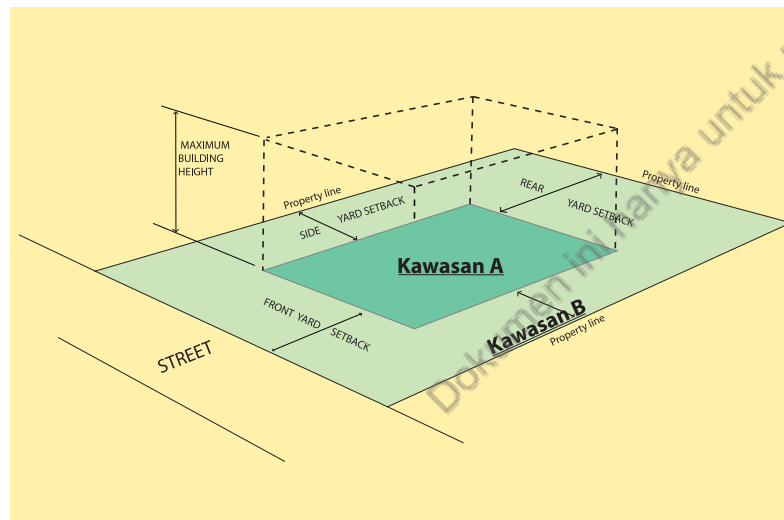 Dokumen ini hanya untuk
MAXIMUM
BUILDING
HEIGHT
Property line
SIDE YARD SETBACK
REAR YARD SETBACK
Property line
Kawasan A
FRONT YARD SETBACK
Kawasan B
Property line
STREET